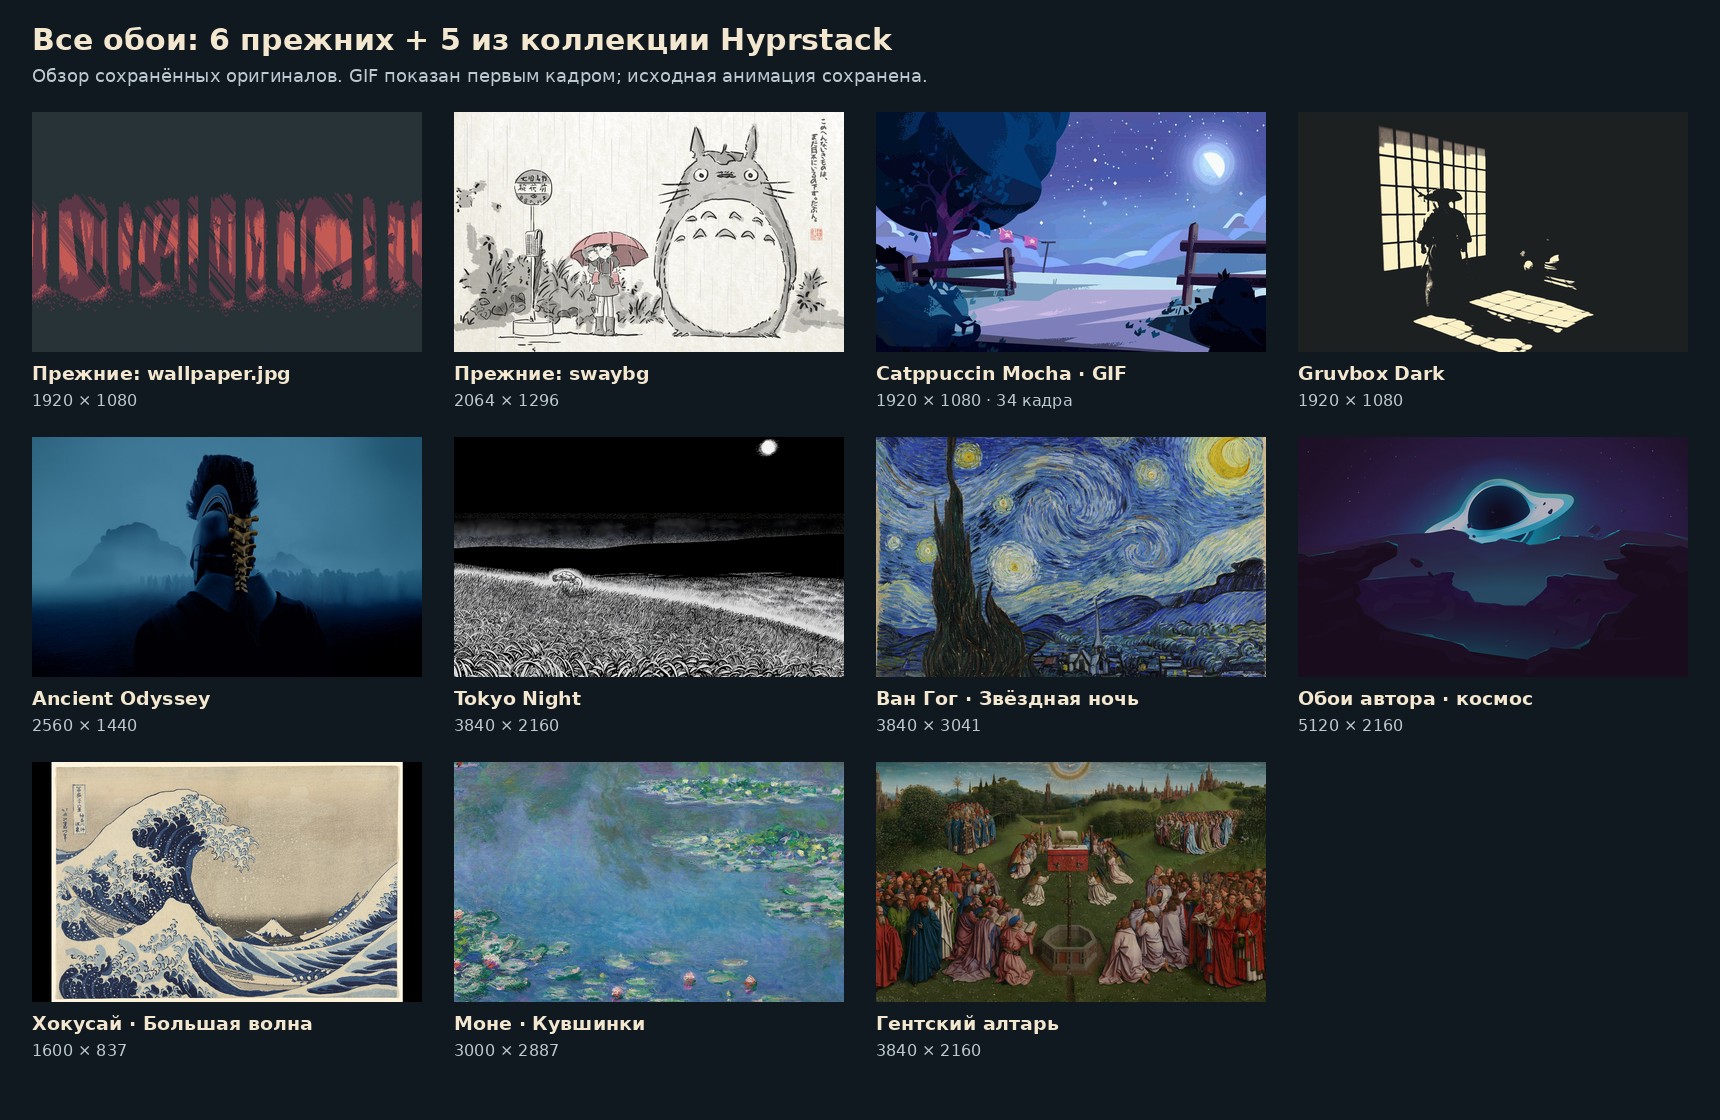 Все обои: 6 прежних + 5 из коллекции Hyprstack
Обзор сохранённых оригиналов. GIF показан первым кадром; исходная анимация сохранена.
Прежние: wallpaper.jpg
1920 × 1080
Прежние: swaybg
2064 × 1296
Catppuccin Mocha · GIF
1920 × 1080 · 34 кадра
Gruvbox Dark
1920 × 1080
Ancient Odyssey
2560 × 1440
Tokyo Night
3840 × 2160
Ван Гог · Звёздная ночь
3840 × 3041
Обои автора · космос
5120 × 2160
Хокусай · Большая волна
1600 × 837
Моне · Кувшинки
3000 × 2887
Гентский алтарь
3840 × 2160